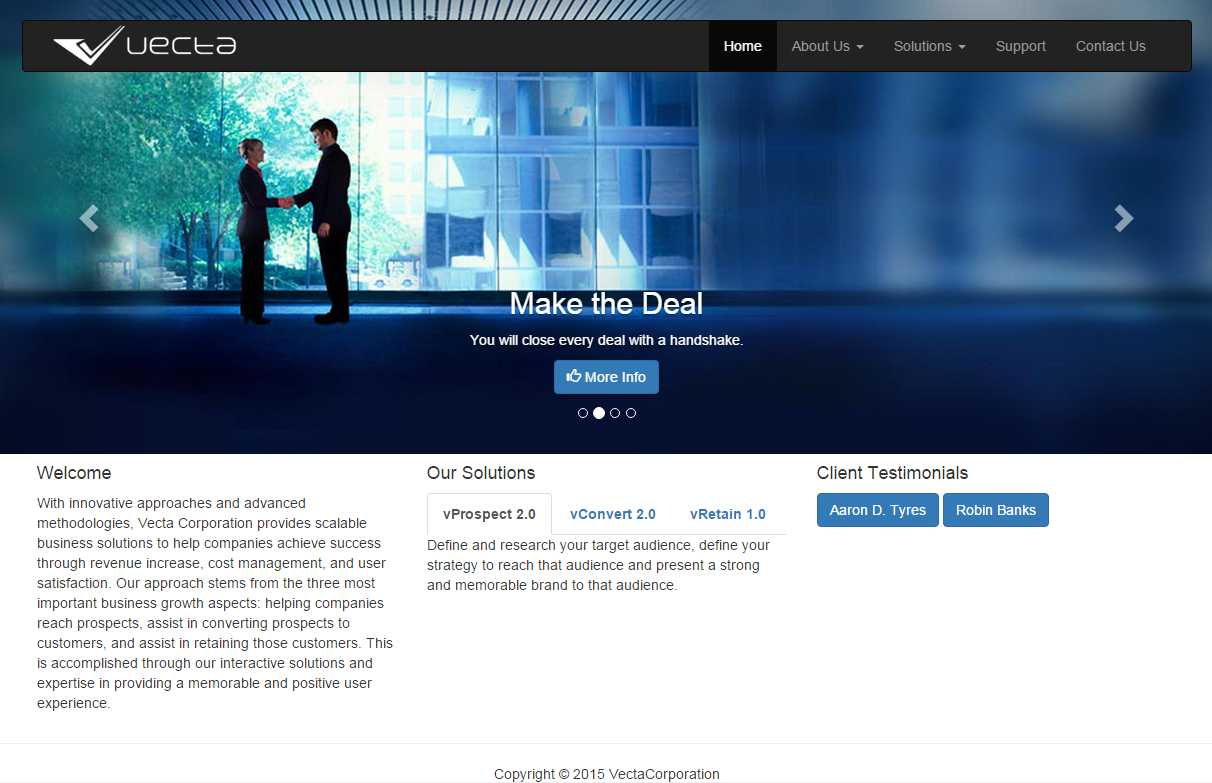 vecta
Home
About Us
Solutions
Support
Contact Us
Make the Deal
You will close every deal with a handshake.
More Info
Welcome
With innovative approaches and advanced
methodologies, Vecta Corporation provides scalable
business solutions to help companies achieve success
through revenue increase, cost management, and user
satisfaction. Our approach stems from the three most
important business growth aspects: helping companies
reach prospects, assist in converting prospects to
customers, and assist in retaining those customers. This
is accomplished through our interactive solutions and
expertise in providing a memorable and positive user
experience.
Our Solutions
vProspect 2.0
vConvert 2.0
vRetain 1.0
Define and research your target audience, define your
strategy to reach that audience and present a strong
and memorable brand to that audience.
Client Testimonials
Aaron D. Tyres
Robin Banks
Copyright © 2015 VectaCorporation